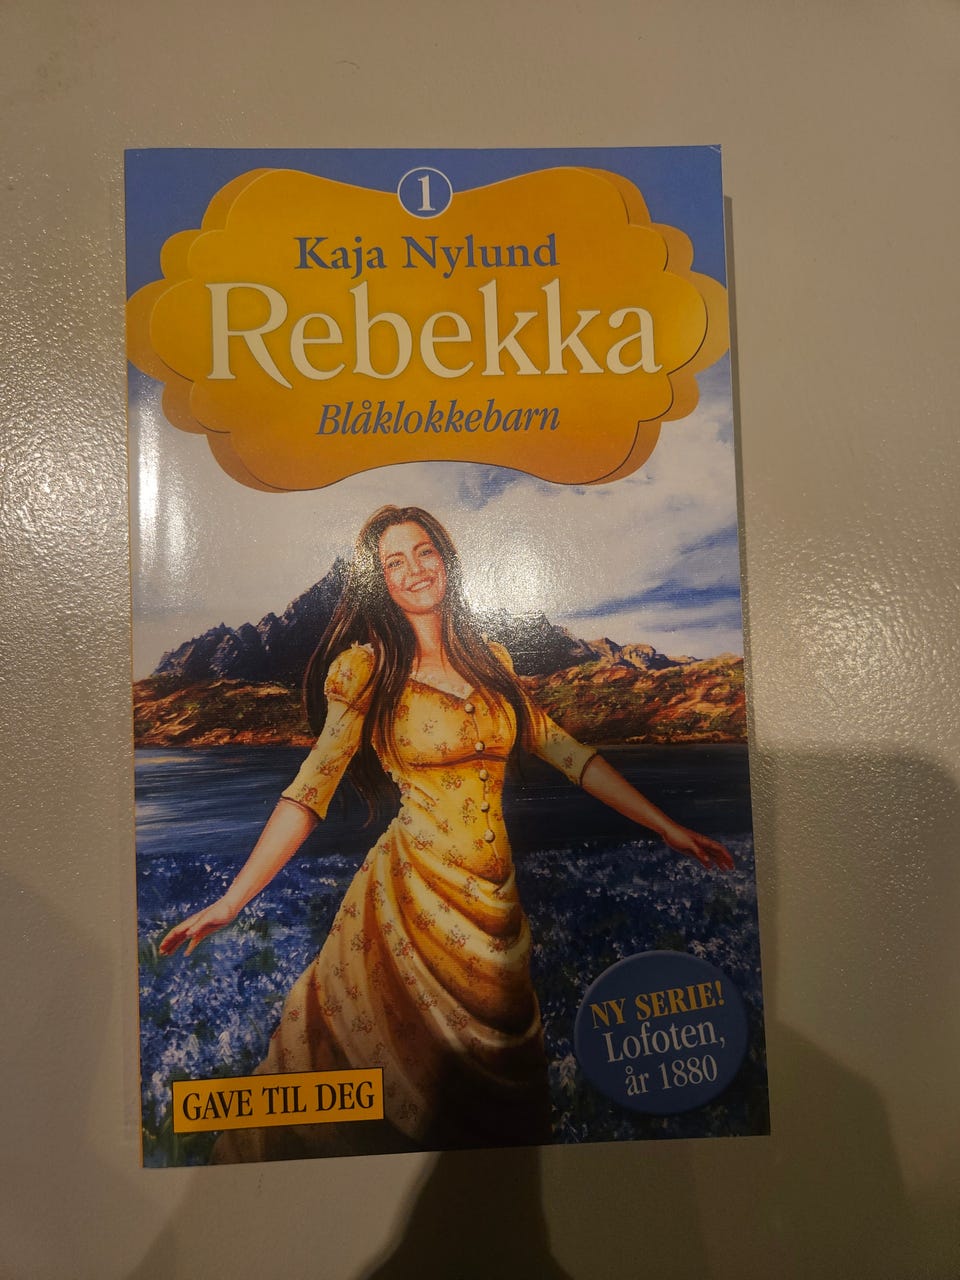 1
Kaja Nylund
Rebekka
Blåklokkebarn
NY SERIE!
Lofoten,
år 1880
GAVE TIL DEG